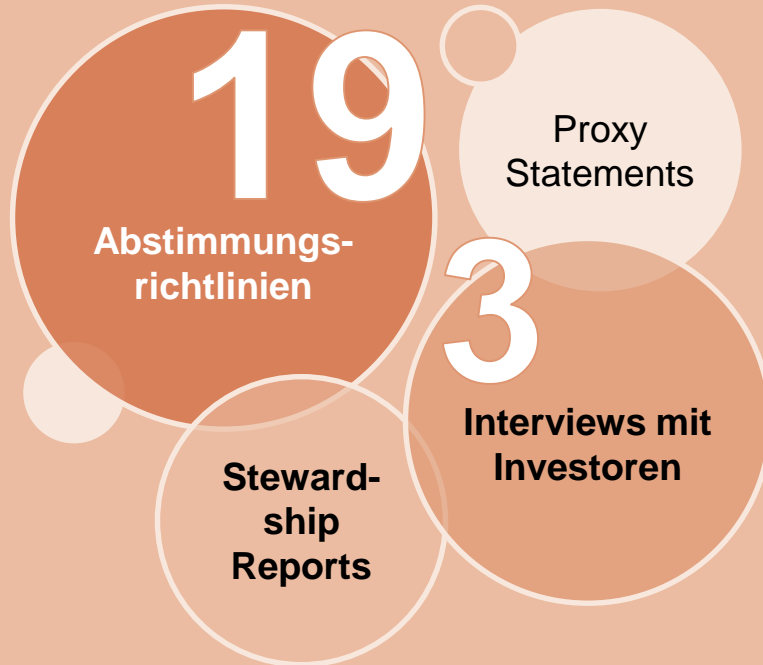 19
Abstimmungs-
richtlinien
Proxy
Statements
3
Interviews mit
Investoren
Steward-
ship
Reports